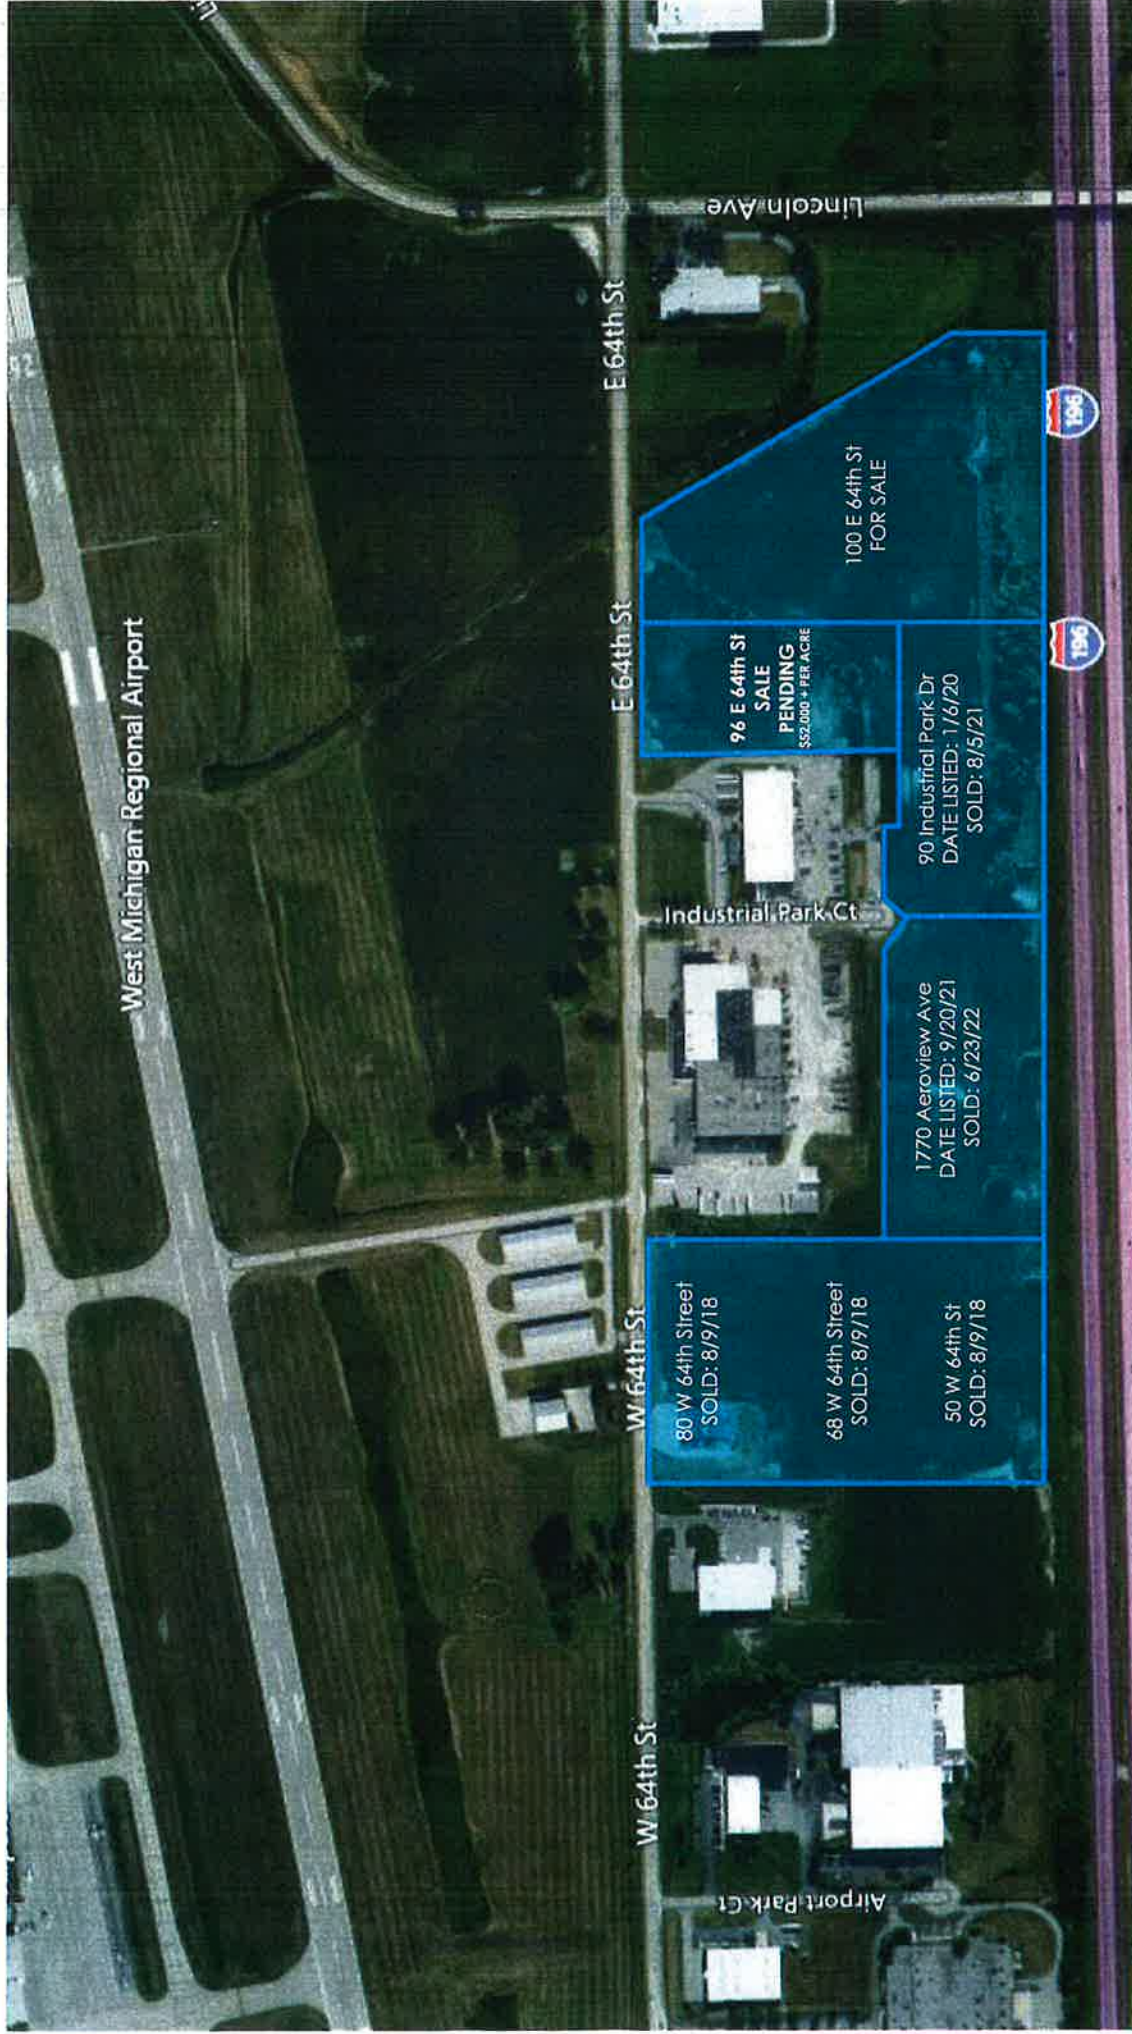 West Michigan Regional Airport
W 64th St
W 64th St
E 64th St
E 64th St
Airport Park Ct
Industrial Park Ct
Lincoln Ave
80 W 64th Street
SOLD: 8/9/18
68 W 64th Street
SOLD: 8/9/18
50 W 64th St
SOLD: 8/9/18
1770 Aeroview Ave
DATE LISTED: 9/20/21
SOLD: 6/23/22
90 Industrial Park Dr
DATE LISTED: 1/6/20
SOLD: 8/5/21
96 E 64th St
SALE
PENDING
$52,000 + PER ACRE
100 E 64th St
FOR SALE
196
196